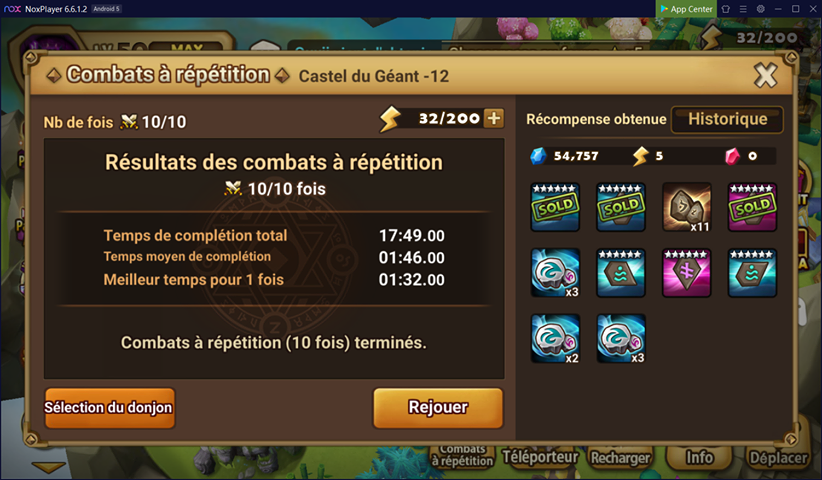 NoxPlayer 6.6.1.2 Android 5
App Center
LV.50 MAX
32/200
Combats à répétition Castel du Géant -12
Nb de fois 10/10
32/200
Récompense obtenue Historique
54,757 5 0
Résultats des combats à répétition
10/10 fois
Temps de complétion total 17:49.00
Temps moyen de complétion 01:46.00
Meilleur temps pour 1 fois 01:32.00
Combats à répétition (10 fois) terminés.
SOLD SOLD x11 SOLD
x3
x2 x3
Sélection du donjon Rejouer
Combats
à répétition Téléporteur Recharger Info Déplacer